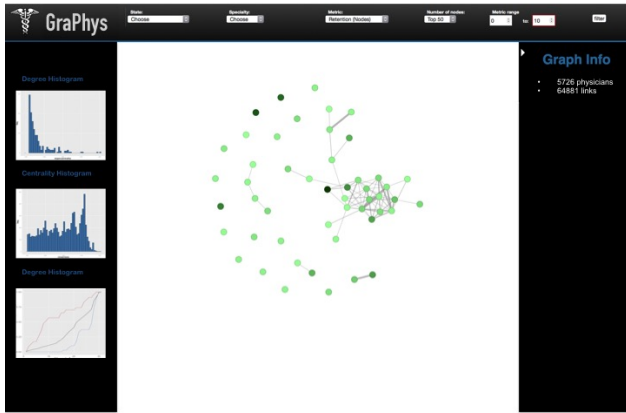 GraPhys
State:
Choose
Specialty:
Choose
Metric:
Retention (Nodes)
Number of nodes:
Top 50
Metric range
0
to:
10
filter
Degree Histogram
Centrality Histogram
Degree Histogram
Graph Info
5726 physicians
64881 links